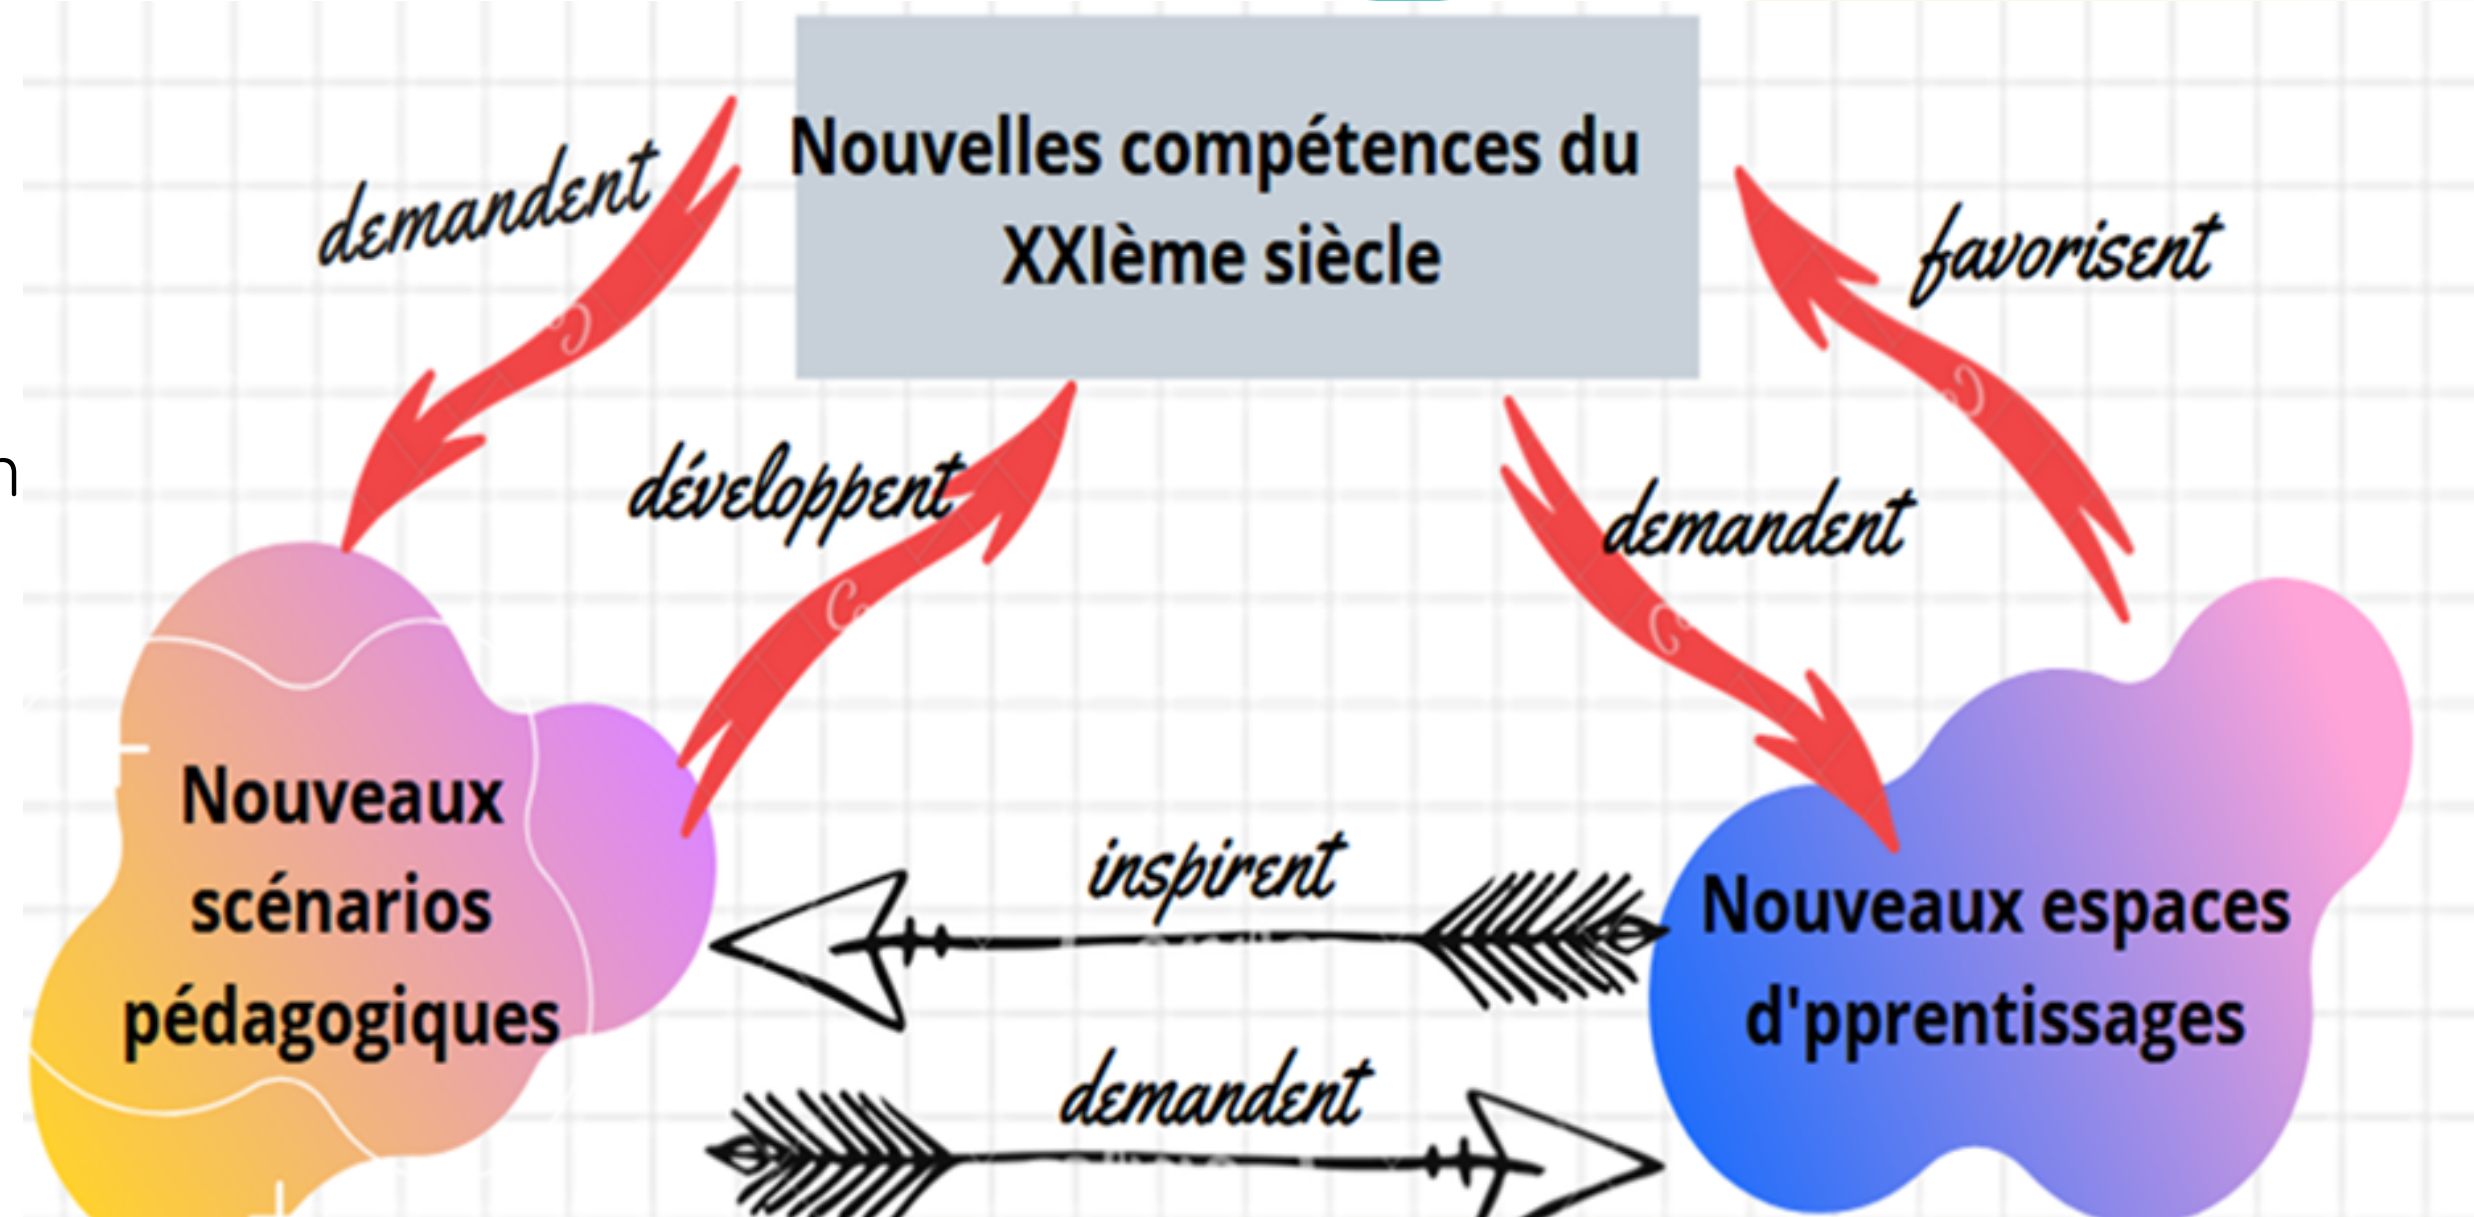 Nouvelles compétences du
XXIème siècle
demandent
favorisent
développent
demandent
n
Nouveaux
scénarios
pédagogiques
inspirent
demandent
Nouveaux espaces
d'pprentissages